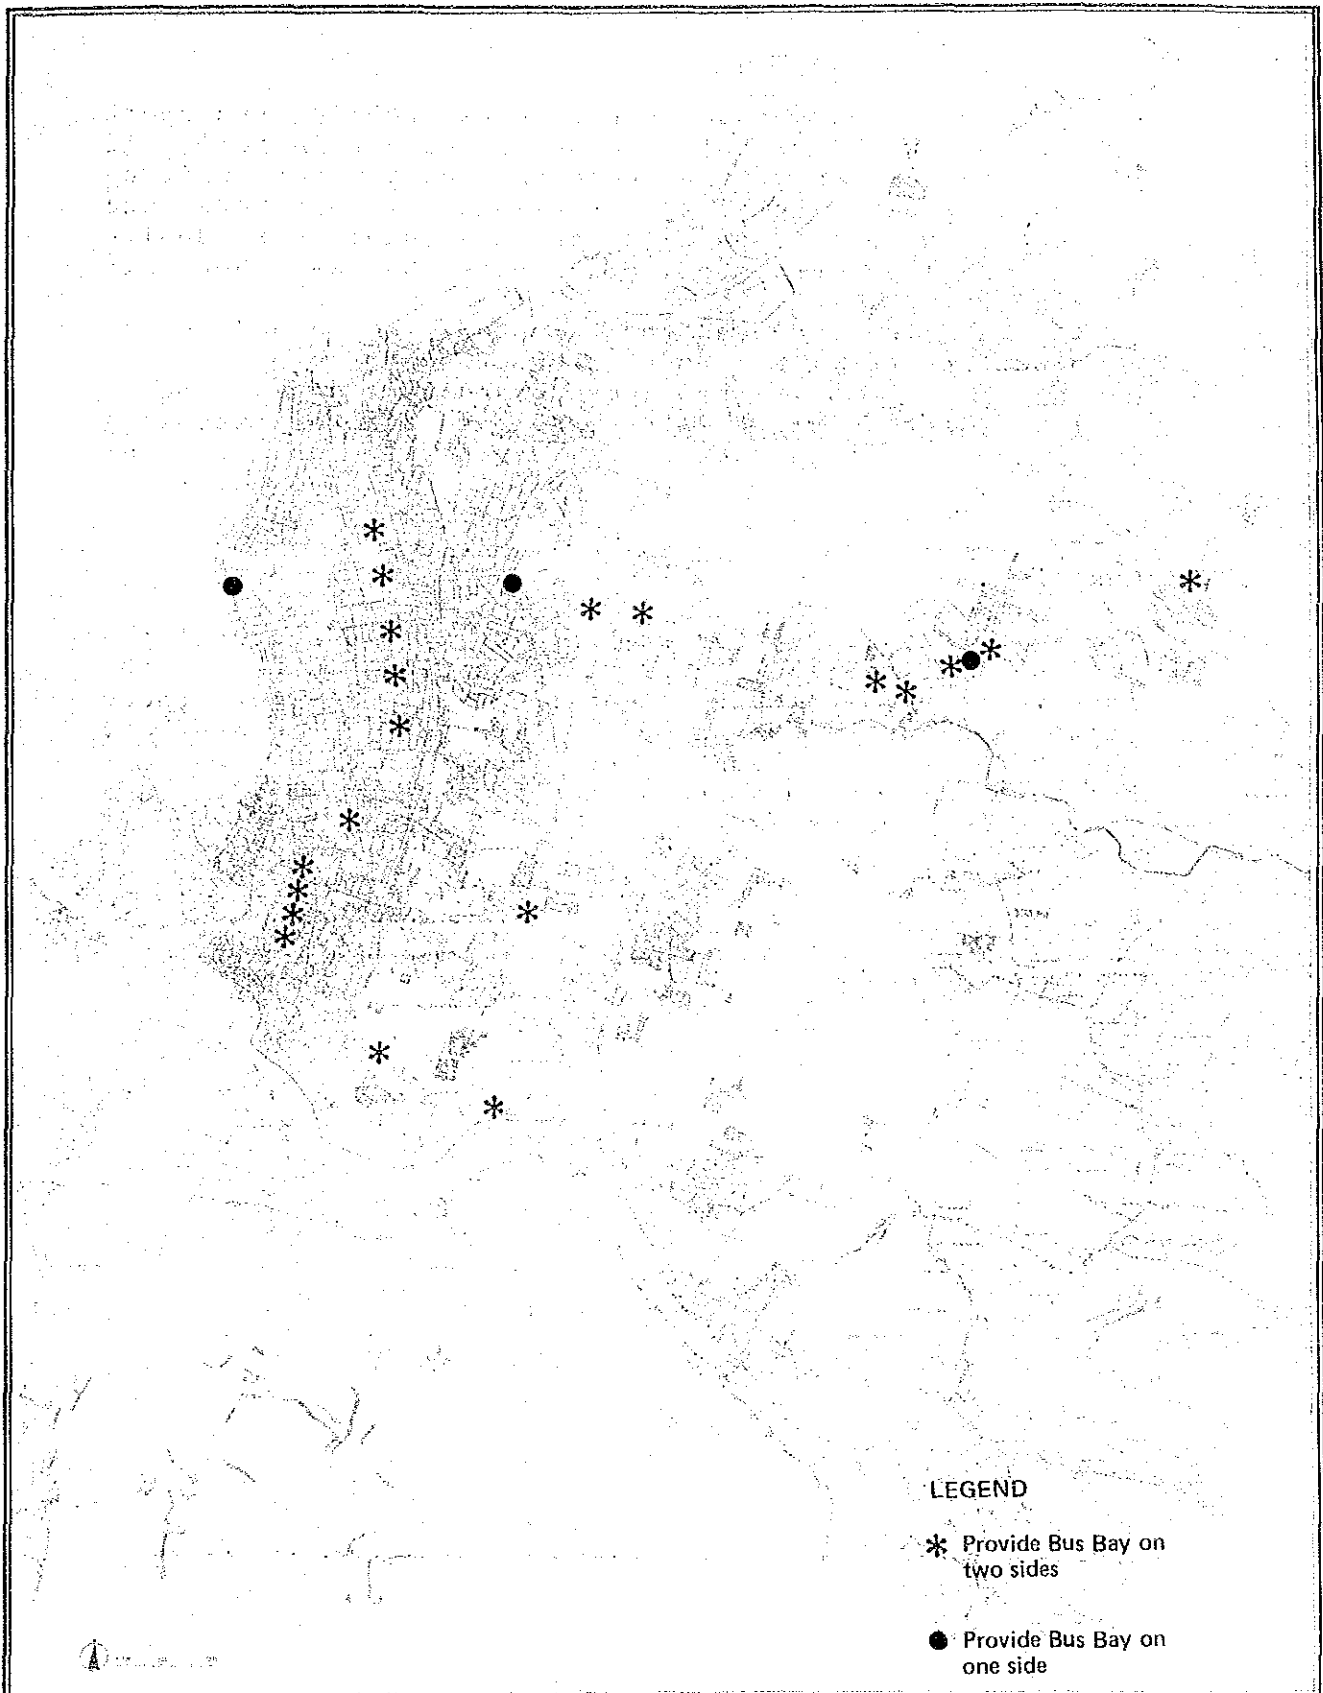 LEGEND
* Provide Bus Bay on
two sides
● Provide Bus Bay on
one side